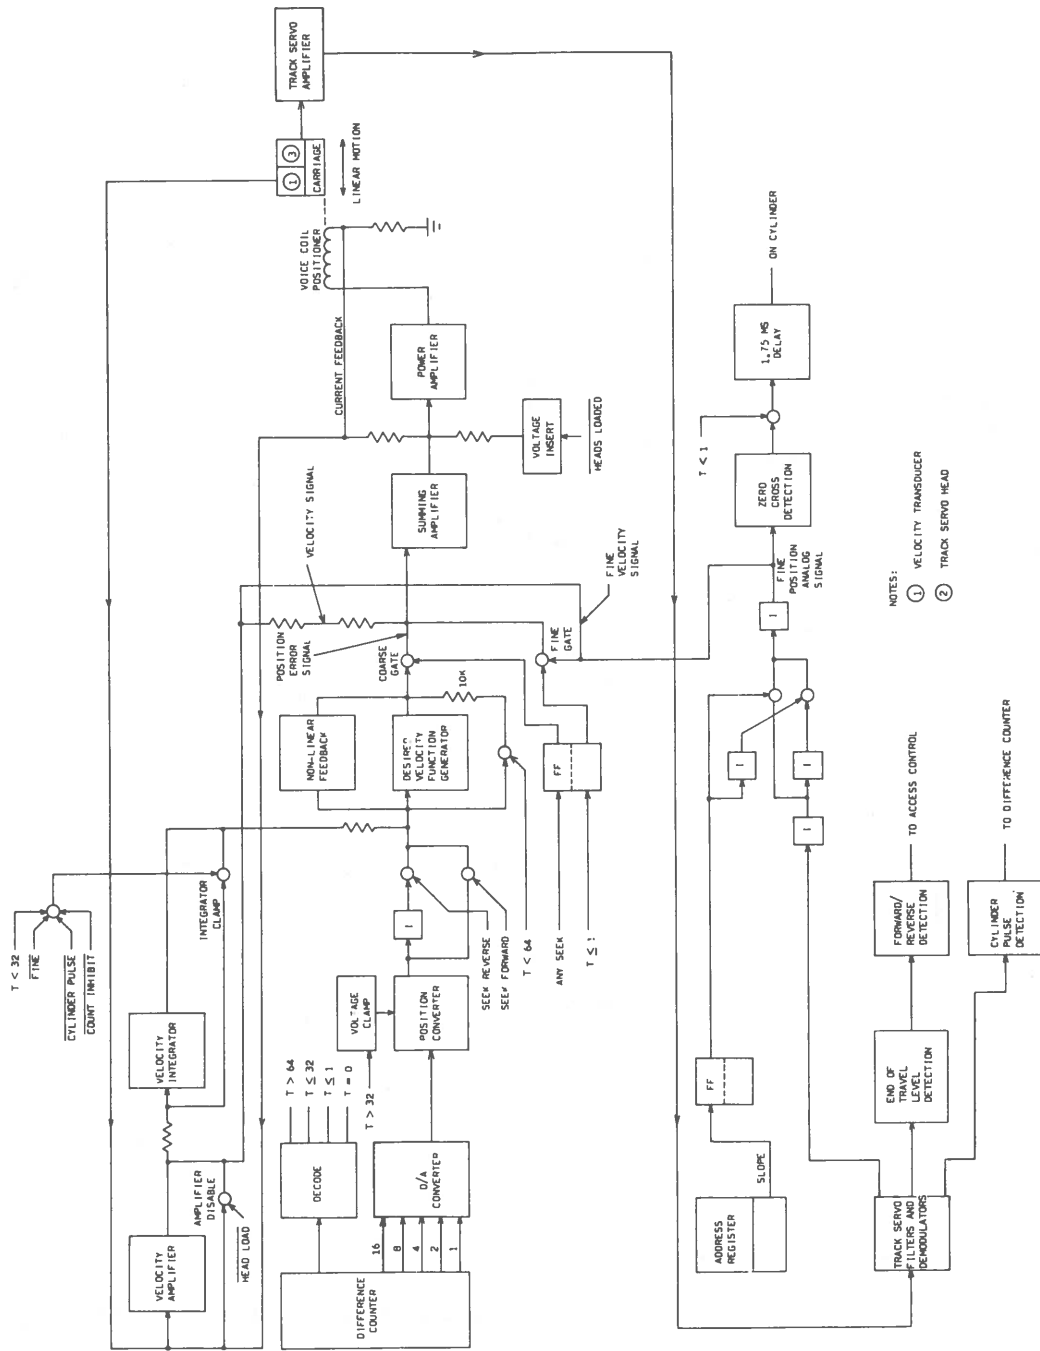 T < 32
FINE
CYLINDER PULSE
COUNT INHIBIT
INTEGRATOR
CLAMP
VELOCITY
INTEGRATOR
VELOCITY
AMPLIFIER
AMPLIFIER
DISABLE
HEAD LOAD
DIFFERENCE
COUNTER
16
8
4
2
1
DECODE
T > 64
T ≤ 32
T ≤ 1
T = 0
D/A
CONVERTER
T > 32
VOLTAGE
CLAMP
POSITION
CONVERTER
I
SEEK REVERSE
SEEK FORWARD
T < 64
ANY SEEK
T ≤ 1
NON-LINEAR
FEEDBACK
DESIRED
VELOCITY
FUNCTION
GENERATOR
10K
FF
COARSE
GATE
POSITION
ERROR
SIGNAL
VELOCITY SIGNAL
FINE
GATE
FINE
VELOCITY
SIGNAL
SUMMING
AMPLIFIER
CURRENT FEEDBACK
POWER
AMPLIFIER
VOLTAGE
INSERT
HEADS LOADED
VOICE COIL
POSITIONER
1
3
CARRIAGE
LINEAR MOTION
TRACK SERVO
AMPLIFIER
ADDRESS
REGISTER
SLOPE
FF
I
I
I
I
FINE
POSITION
ANALOG
SIGNAL
ZERO
CROSS
DETECTION
T < 1
1.75 MS
DELAY
ON CYLINDER
TRACK SERVO
FILTERS AND
DEMODULATORS
END OF
TRAVEL
LEVEL
DETECTION
FORWARD/
REVERSE
DETECTION
TO ACCESS CONTROL
CYLINDER
PULSE
DETECTION
TO DIFFERENCE COUNTER
NOTES:
1 VELOCITY TRANSDUCER
2 TRACK SERVO HEAD